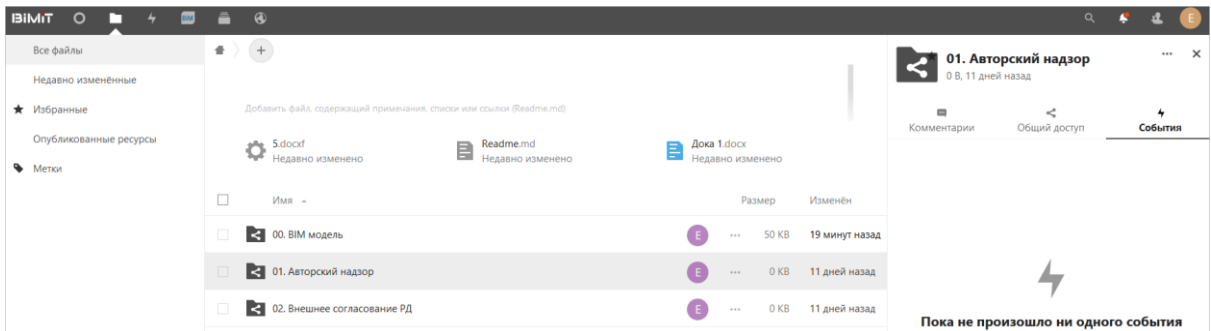 BIMIT
BIM
E
Все файлы
Недавно изменённые
Избранные
Опубликованные ресурсы
Метки
Добавить файл, содержащий примечания, списки или ссылки (Readme.md)
5.docxf
Недавно изменено
Readme.md
Недавно изменено
Дока 1.docx
Недавно изменено
Имя Размер Изменён
00. BIM модель E ••• 50 KB 19 минут назад
01. Авторский надзор E ••• 0 KB 11 дней назад
02. Внешнее согласование РД E ••• 0 KB 11 дней назад
01. Авторский надзор
0 B, 11 дней назад
Комментарии Общий доступ События
Пока не произошло ни одного события